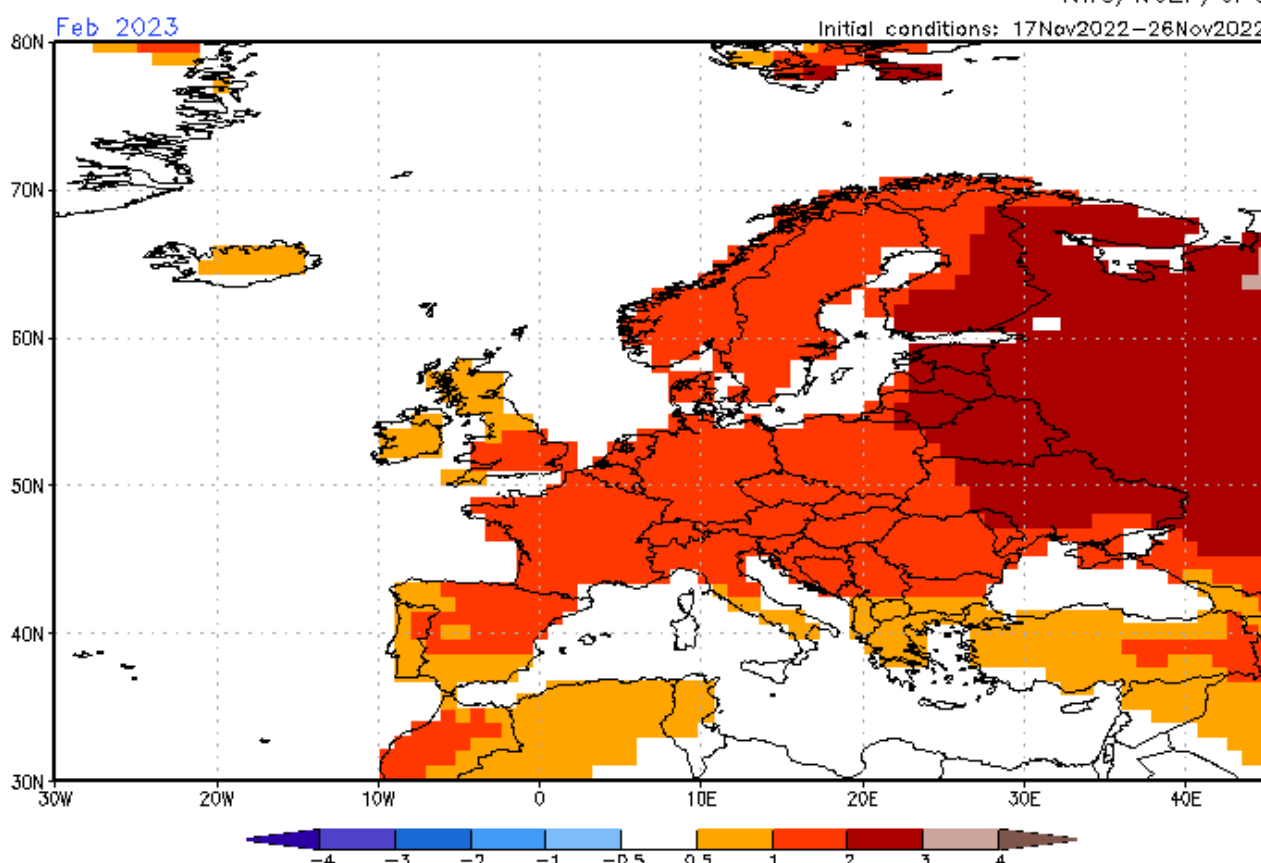 Feb 2023
Initial conditions: 17Nov2022–26Nov2022
80N
70N
60N
50N
40N
30N
30W 20W 10W 0 10E 20E 30E 40E
-4 -3 -2 -1 -0.5 0.5 1 2 3 4